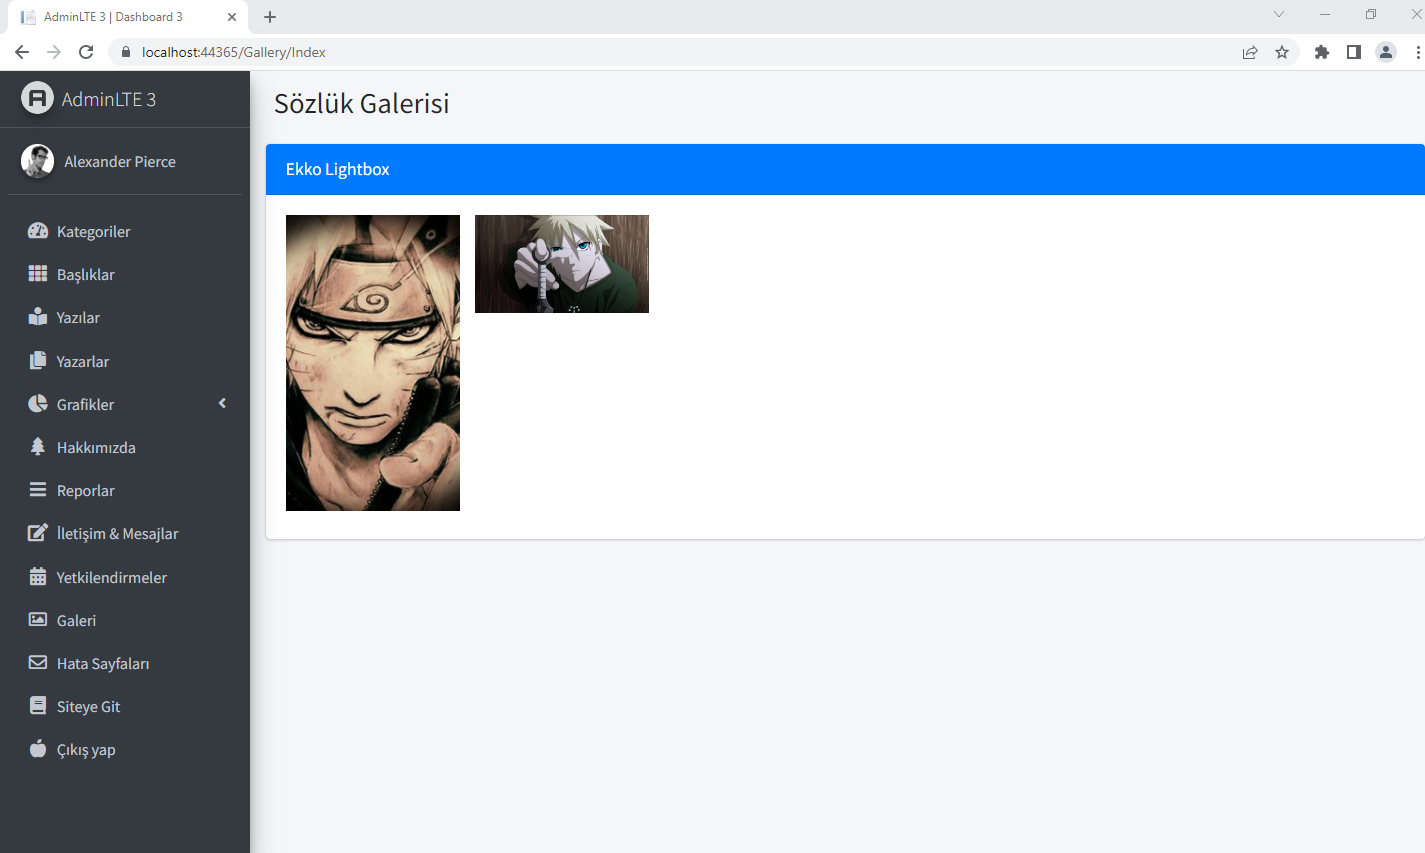 AdminLTE 3 | Dashboard 3
localhost:44365/Gallery/Index
AdminLTE 3
Alexander Pierce
Kategoriler
Başlıklar
Yazılar
Yazarlar
Grafikler
Hakkımızda
Reporlar
İletişim & Mesajlar
Yetkilendirmeler
Galeri
Hata Sayfaları
Siteye Git
Çıkış yap
Sözlük Galerisi
Ekko Lightbox